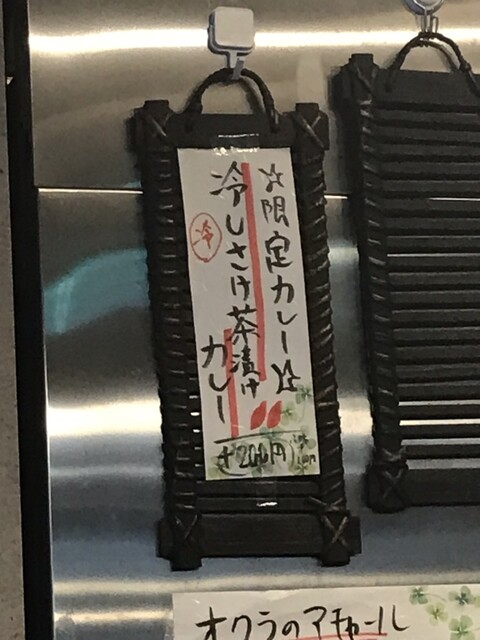 ☆限定カレー☆
冷しさけ茶漬け
カレー
冷
+200円
オクラのアチャール